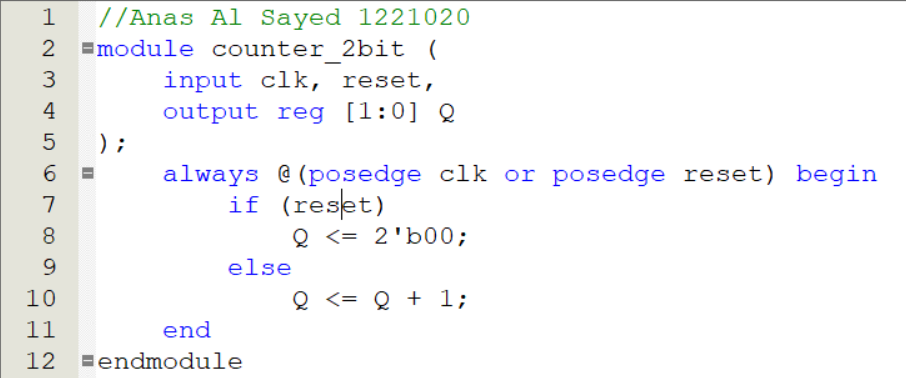 1 //Anas Al Sayed 1221020
2 module counter_2bit (
3     input clk, reset,
4     output reg [1:0] Q
5 );
6     always @(posedge clk or posedge reset) begin
7         if (reset)
8             Q <= 2'b00;
9         else
10             Q <= Q + 1;
11     end
12 endmodule